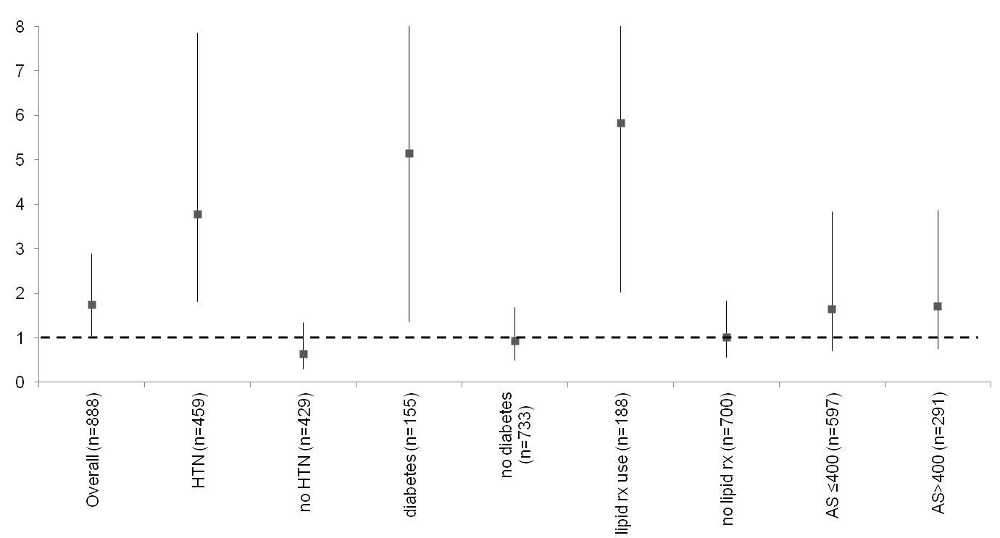 8
7
6
5
4
3
2
1
0
Overall (n=888)
HTN (n=459)
no HTN (n=429)
diabetes (n=155)
no diabetes
(n=733)
lipid rx use (n=188)
no lipid rx (n=700)
AS ≤400 (n=597)
AS>400 (n=291)